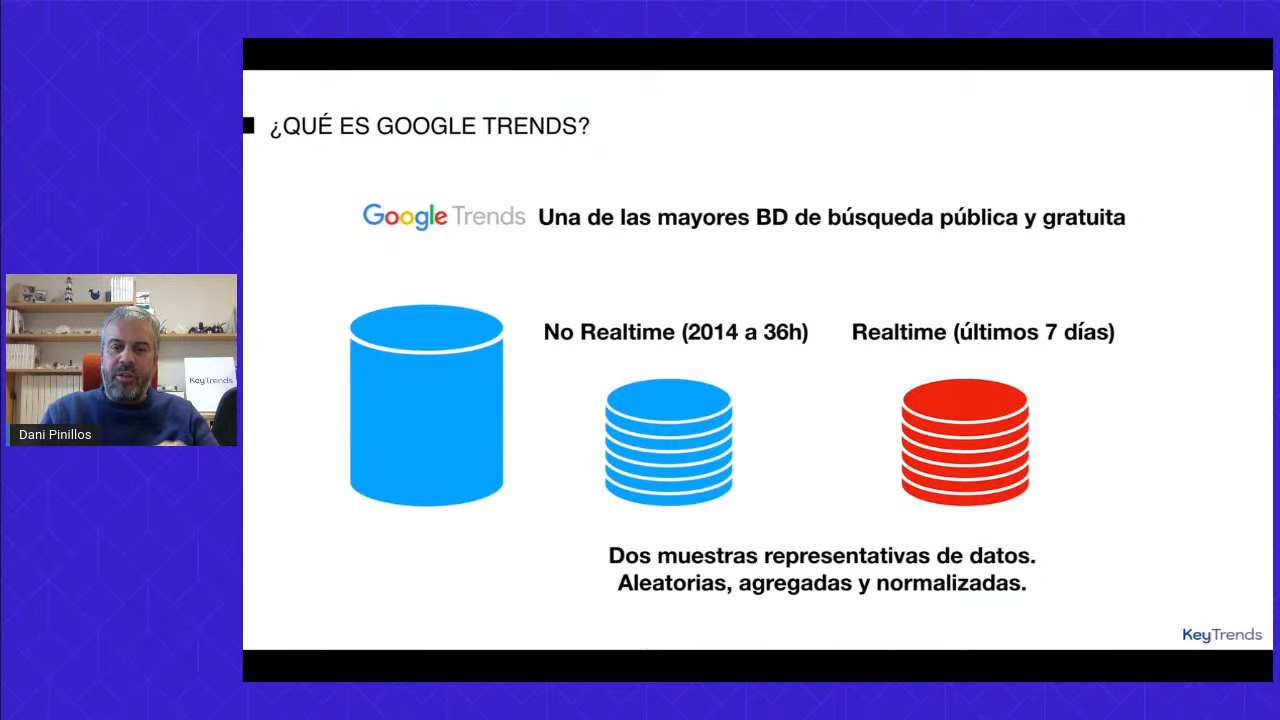 ¿QUÉ ES GOOGLE TRENDS?
Google Trends Una de las mayores BD de búsqueda pública y gratuita
No Realtime (2014 a 36h) Realtime (últimos 7 días)
KeyTrends
Dani Pinillos
Dos muestras representativas de datos.
Aleatorias, agregadas y normalizadas.
KeyTrends